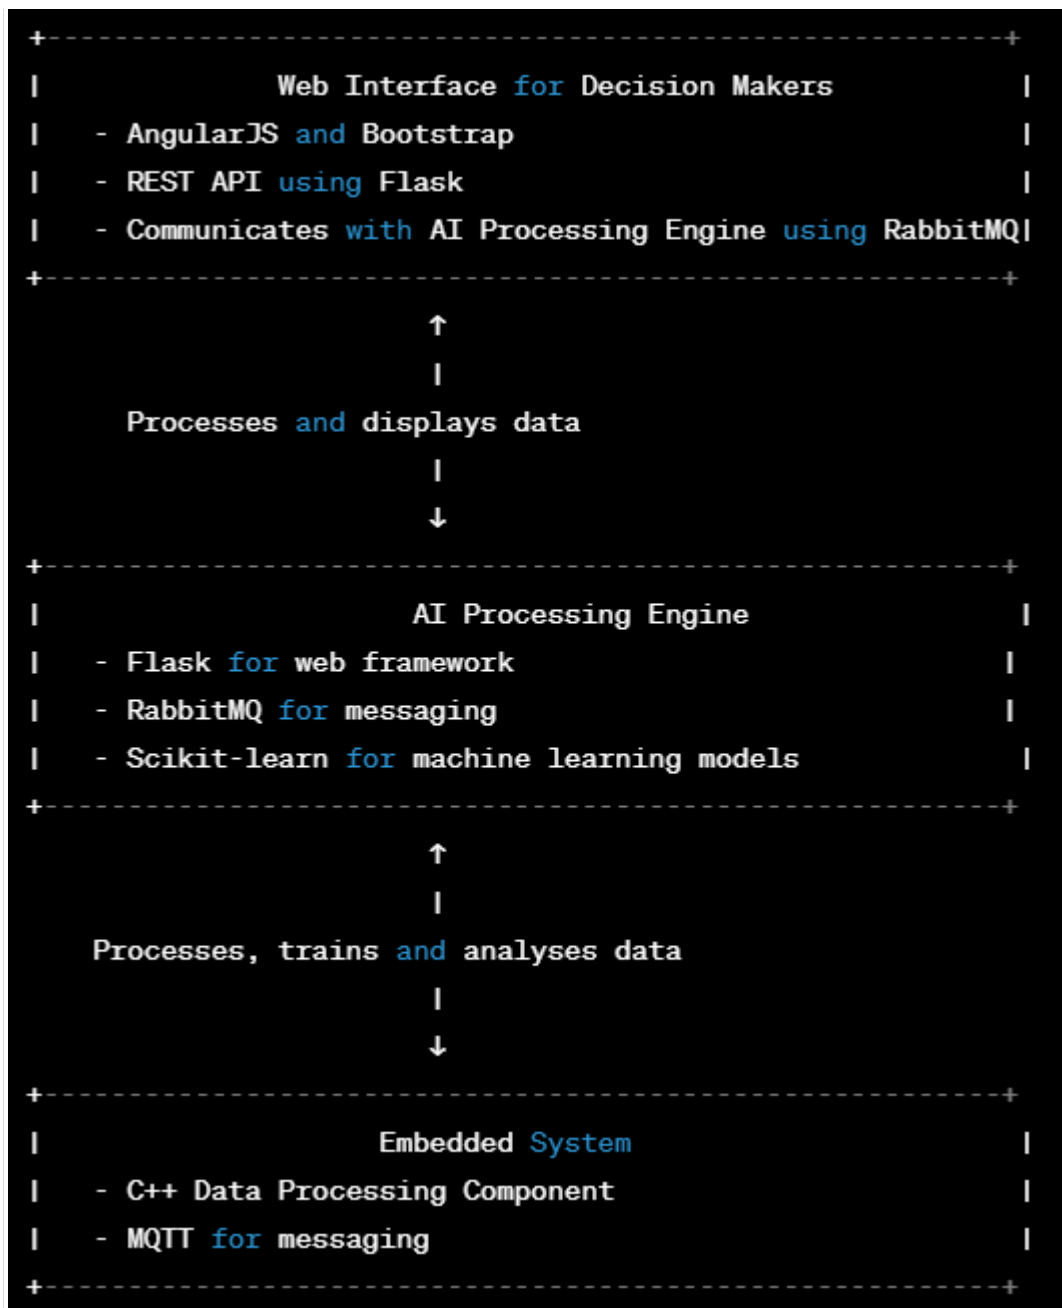 +---------------------------------------------------------+
|              Web Interface for Decision Makers           |
|   - AngularJS and Bootstrap                              |
|   - REST API using Flask                                 |
|   - Communicates with AI Processing Engine using RabbitMQ|
+---------------------------------------------------------+
                        ↑
                        |
      Processes and displays data
                        |
                        ↓
+---------------------------------------------------------+
|                      AI Processing Engine                |
|   - Flask for web framework                             |
|   - RabbitMQ for messaging                              |
|   - Scikit-learn for machine learning models             |
+---------------------------------------------------------+
                        ↑
                        |
    Processes, trains and analyses data
                        |
                        ↓
+---------------------------------------------------------+
|                    Embedded System                       |
|   - C++ Data Processing Component                        |
|   - MQTT for messaging                                   |
+---------------------------------------------------------+